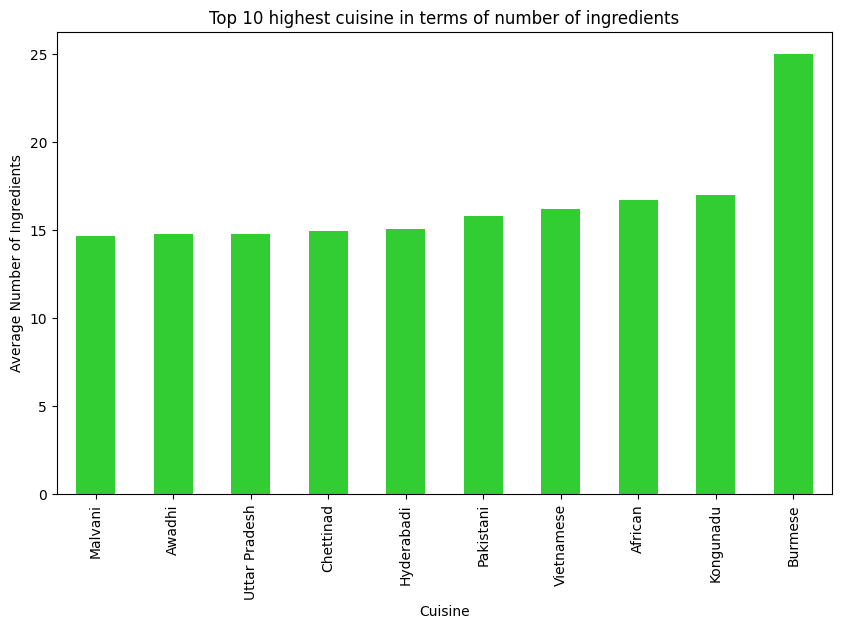 Top 10 highest cuisine in terms of number of ingredients
Average Number of Ingredients
25
20
15
10
5
0
Malvani
Awadhi
Uttar Pradesh
Chettinad
Hyderabadi
Pakistani
Vietnamese
African
Kongunadu
Burmese
Cuisine